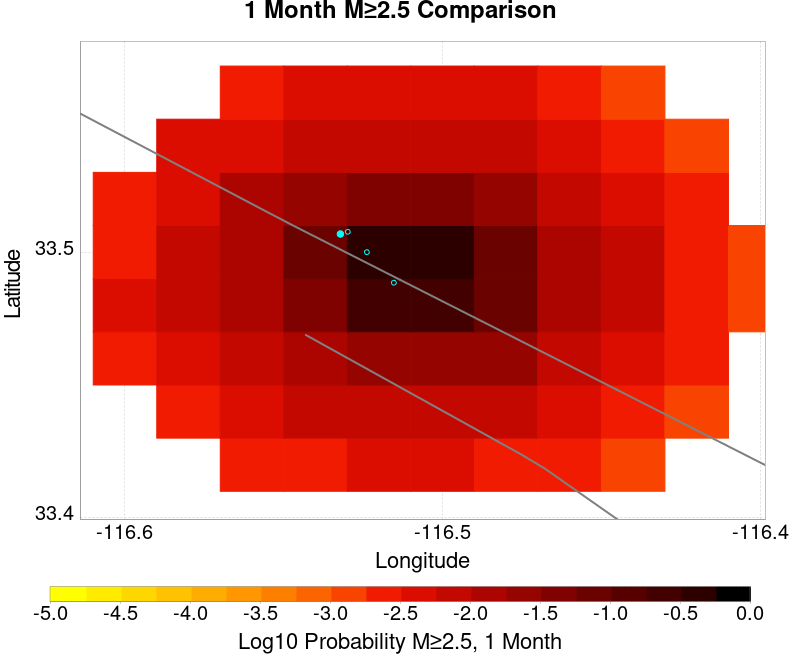 1 Month M≥2.5 Comparison
Latitude
33.5
33.4
-116.6 -116.5 -116.4
Longitude
-5.0 -4.5 -4.0 -3.5 -3.0 -2.5 -2.0 -1.5 -1.0 -0.5 0.0
Log10 Probability M≥2.5, 1 Month